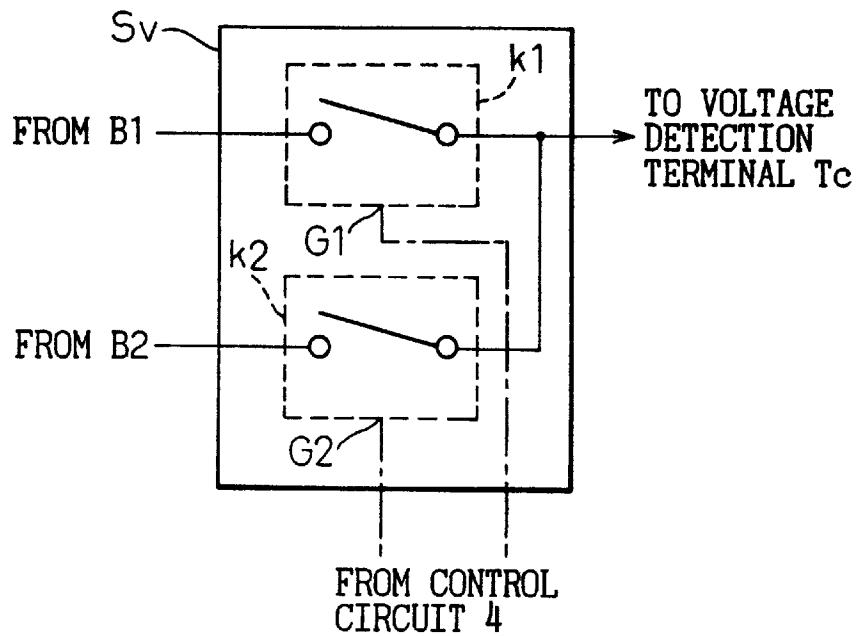 Sv
k1
FROM B1
TO VOLTAGE
DETECTION
TERMINAL Tc
G1
k2
FROM B2
G2
FROM CONTROL
CIRCUIT 4